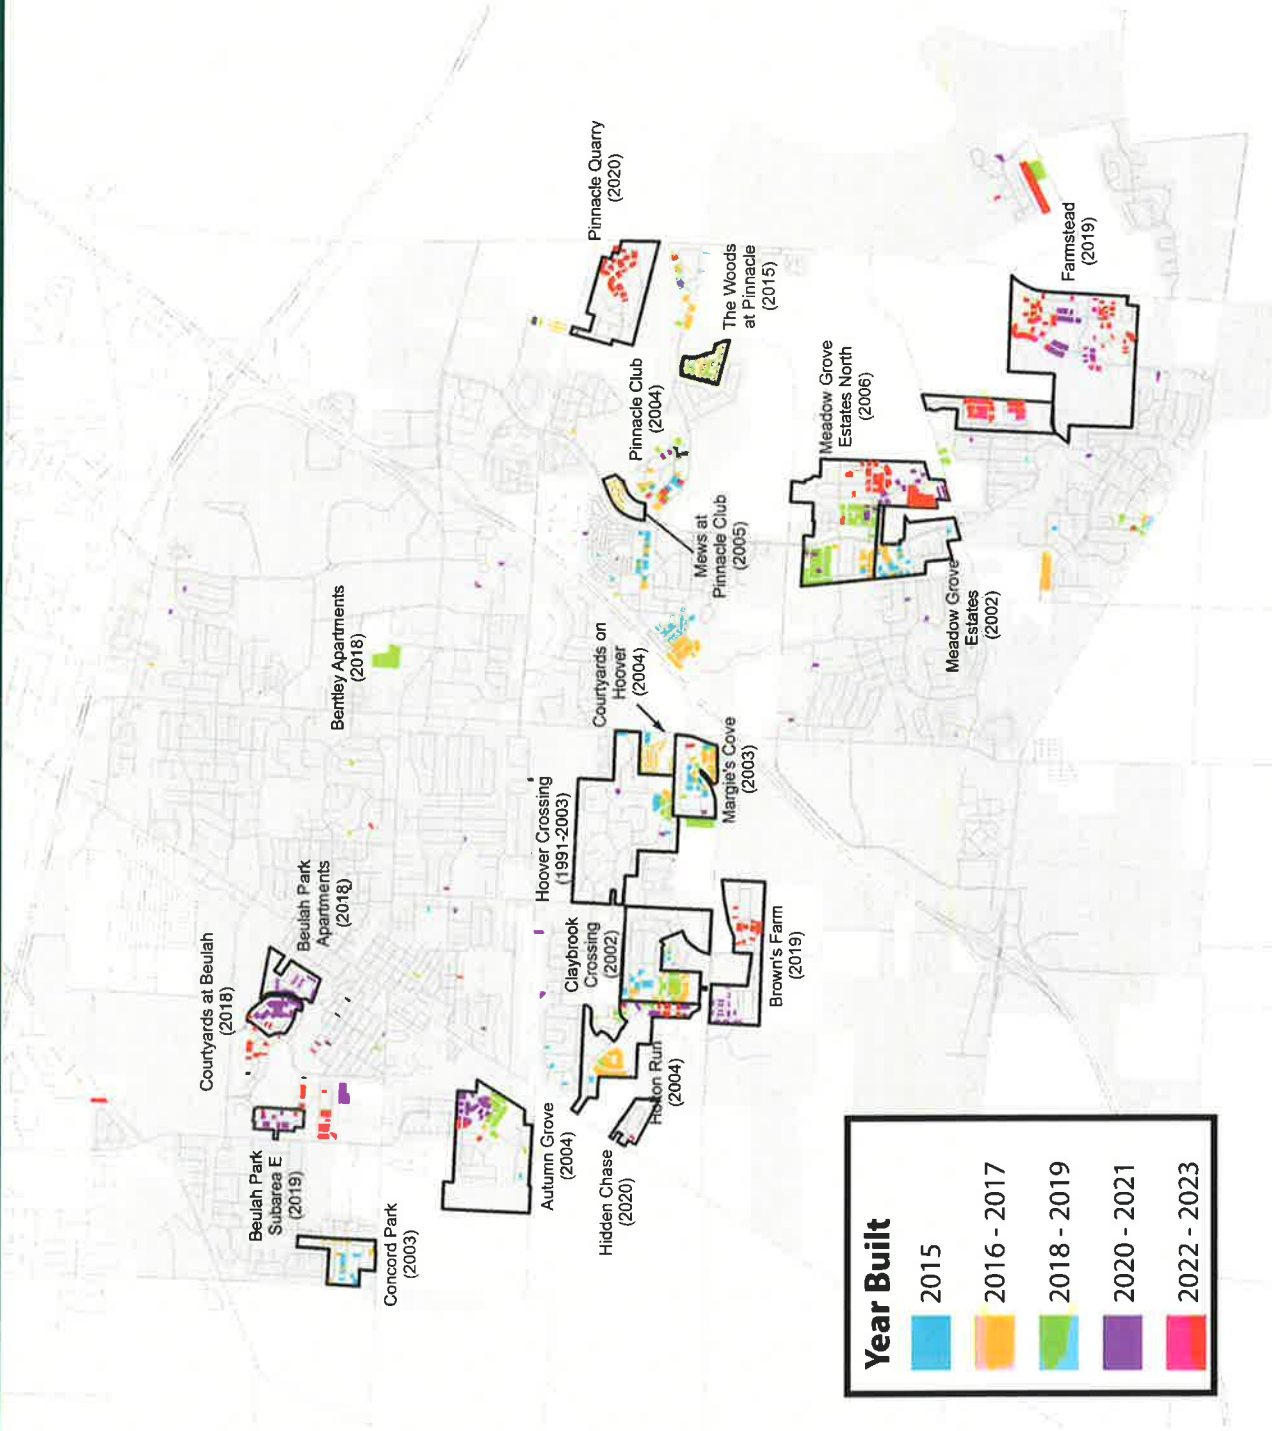 Pinnacle Quarry
(2020)
The Woods
at Pinnacle
(2015)
Farmstead
(2019)
Pinnacle Club
(2004)
Meadow Grove
Estates North
(2006)
Mews at
Pinnacle Club
(2005)
Meadow Grove
Estates
(2002)
Bentley Apartments
(2018)
Courtyards on
Hoover
(2004)
Margie's Cove
(2003)
Hoover Crossing
(1991-2003)
Beulah Park
Apartments
(2018)
Courtyards at Beulah
(2018)
Claybrook
Crossing
(2002)
Brown's Farm
(2019)
Holton Run
(2004)
Autumn Grove
(2004)
Hidden Chase
(2020)
Beulah Park
Subarea E
(2019)
Concord Park
(2003)
Year Built
2015
2016 - 2017
2018 - 2019
2020 - 2021
2022 - 2023